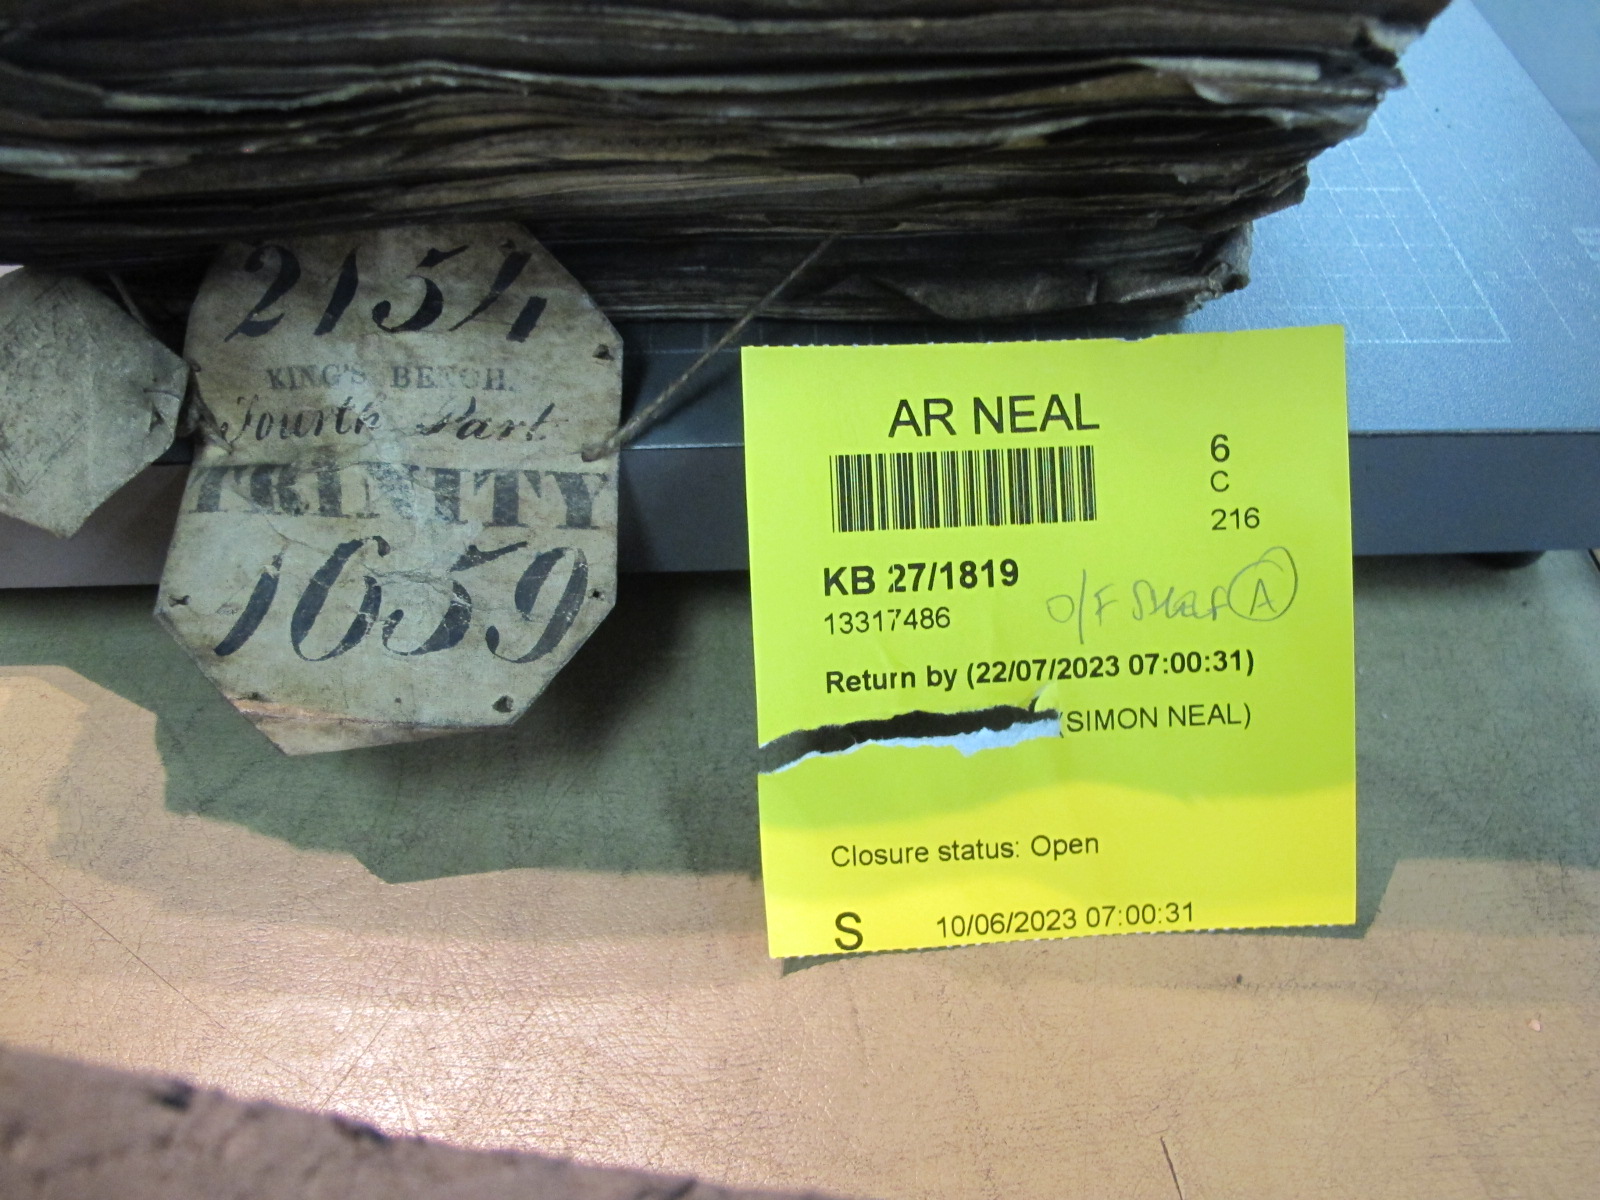 2154
KING'S BENCH.
Fourth Part
TRINITY
1659
AR NEAL
6
C
216
KB 27/1819
13317486
O/F Shelf A
Return by (22/07/2023 07:00:31)
(SIMON NEAL)
Closure status: Open
S 10/06/2023 07:00:31